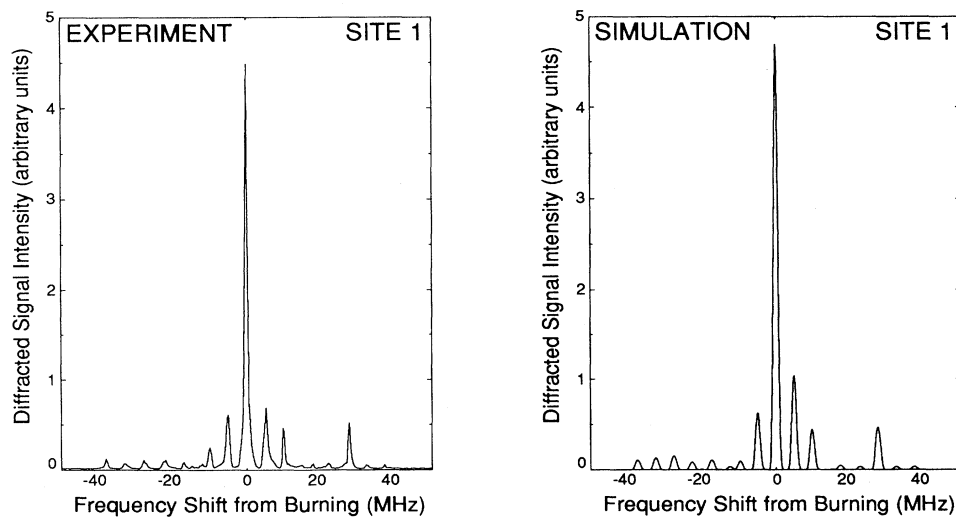 EXPERIMENT SITE 1
Diffracted Signal Intensity (arbitrary units)
5
4
3
2
1
0
-40 -20 0 20 40
Frequency Shift from Burning (MHz)
SIMULATION SITE 1
Diffracted Signal Intensity (arbitrary units)
5
4
3
2
1
0
-40 -20 0 20 40
Frequency Shift from Burning (MHz)